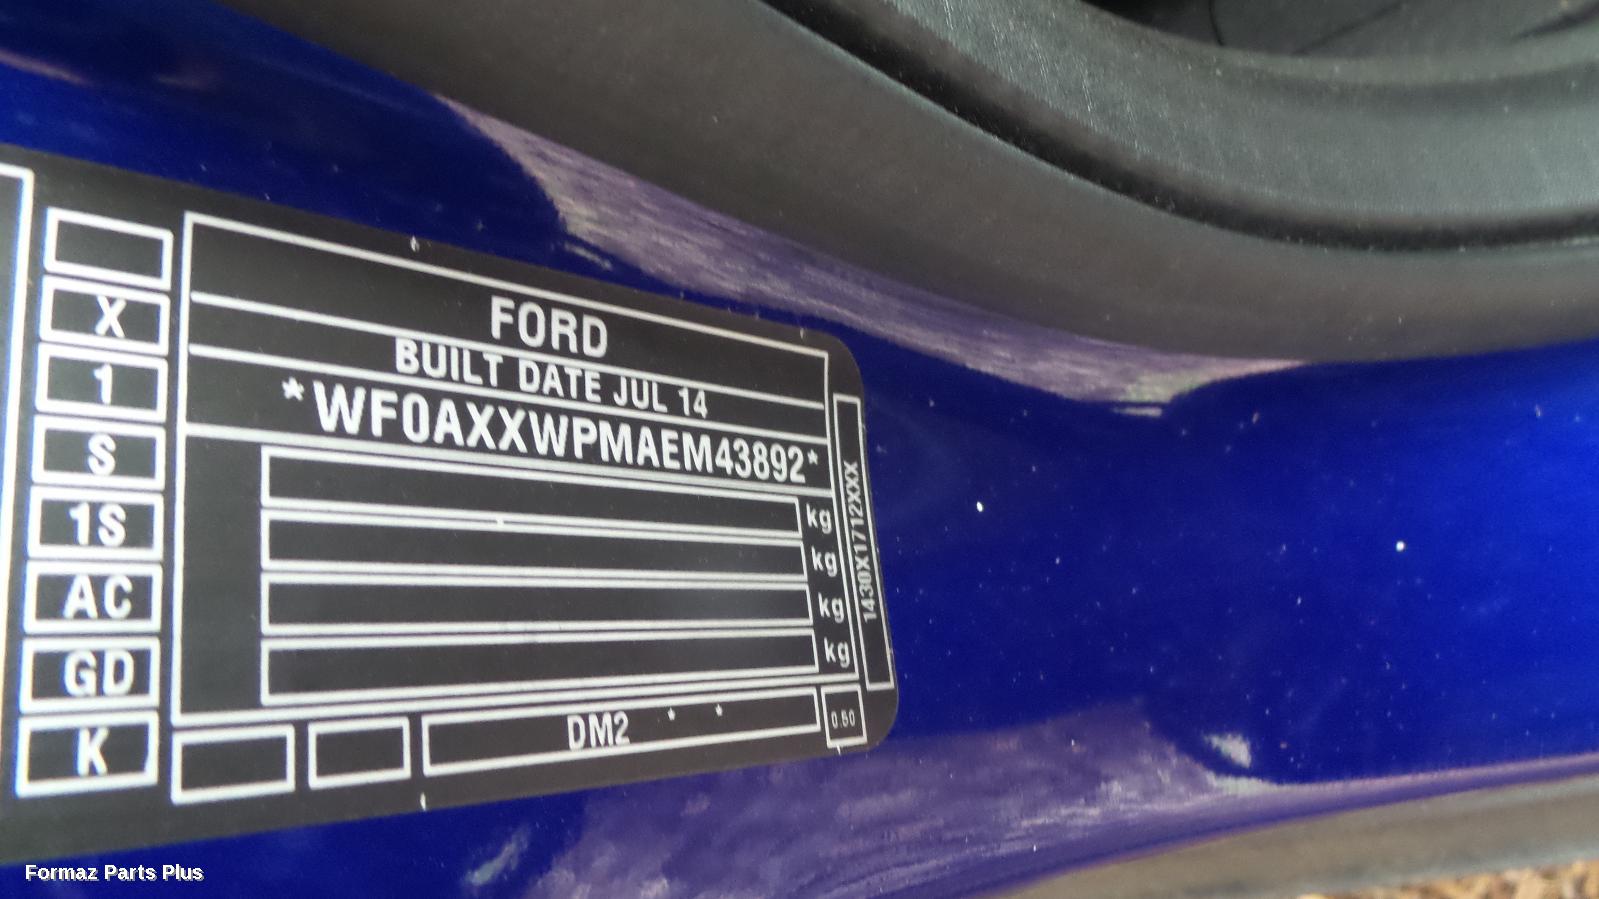 X
1
S
1S
AC
GD
K
FORD
BUILT DATE JUL 14
*WF0AXXWPMAEM43892*
kg
kg
kg
kg
DM2 * *
0.50
1430X1712XXX
Formaz Parts Plus